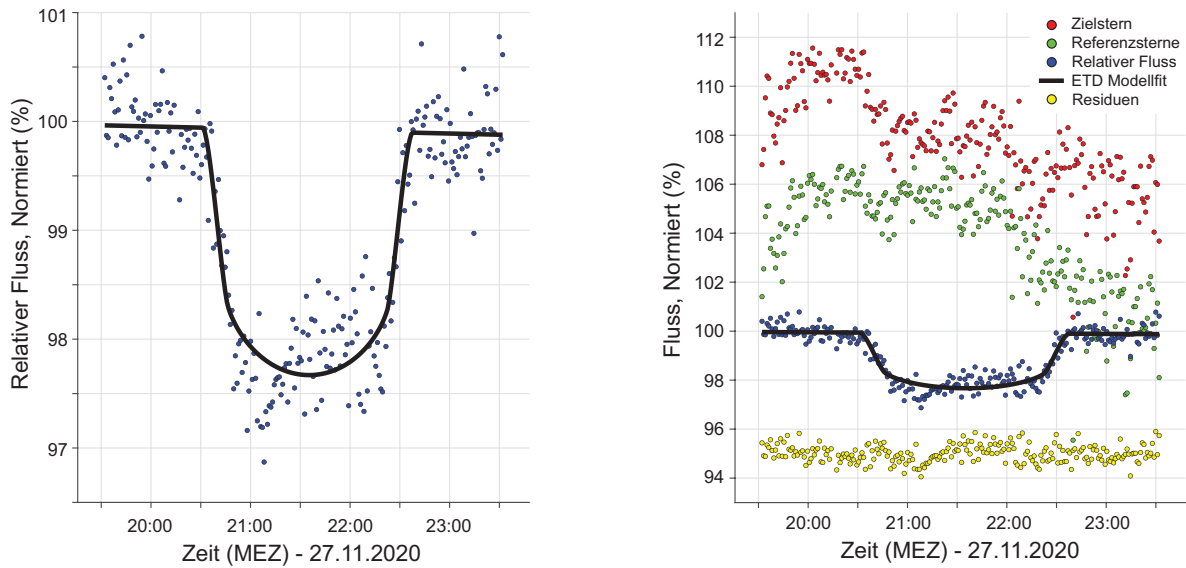 101
100
99
98
97
Relativer Fluss, Normiert (%)
20:00 21:00 22:00 23:00
Zeit (MEZ) - 27.11.2020
Zielstern
Referenzsterne
Relativer Fluss
ETD Modellfit
Residuen
112
110
108
106
104
102
100
98
96
94
Fluss, Normiert (%)
20:00 21:00 22:00 23:00
Zeit (MEZ) - 27.11.2020